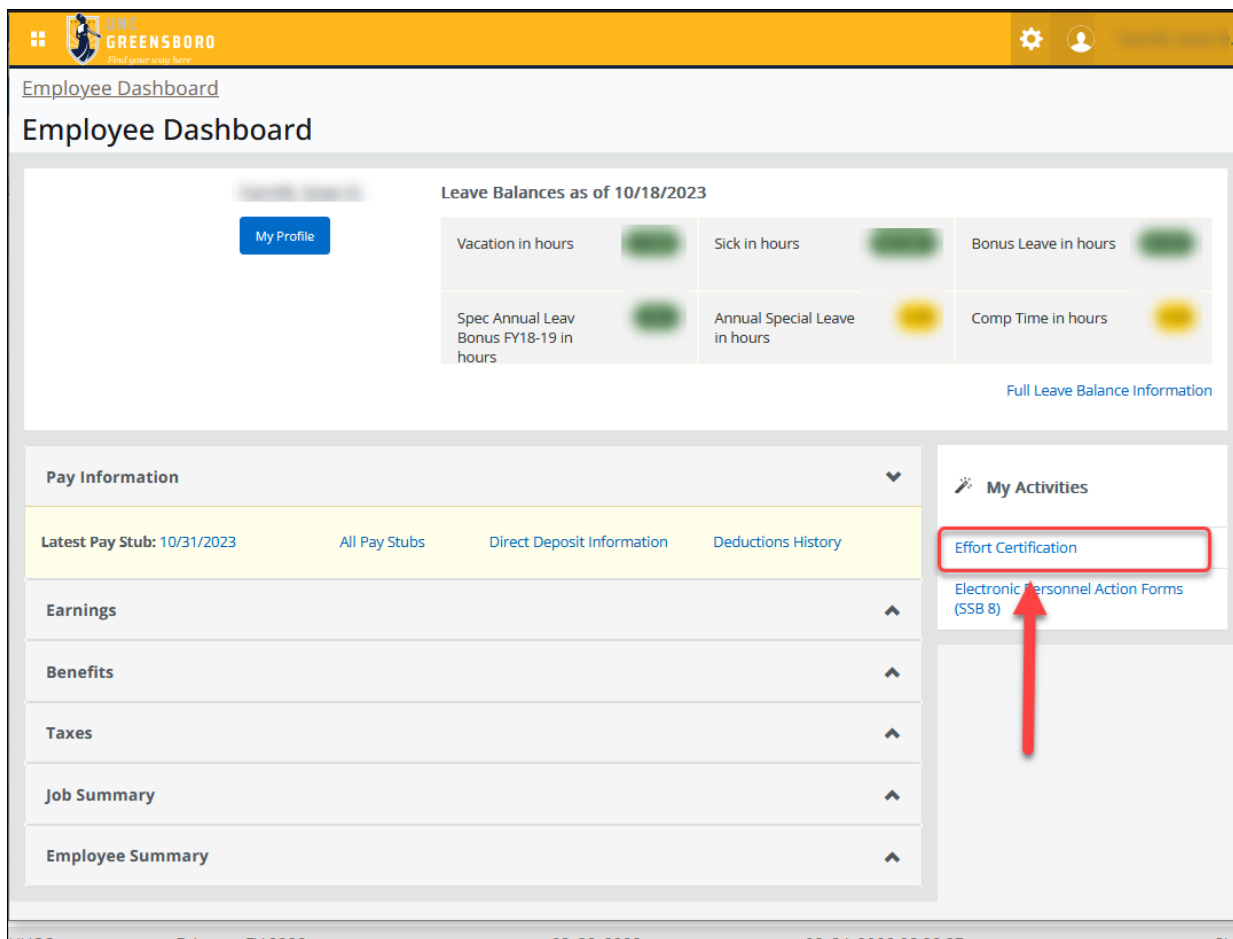 UNC
GREENSBORO
Find your way here
Employee Dashboard
Employee Dashboard
Leave Balances as of 10/18/2023
My Profile
Vacation in hours
Sick in hours
Bonus Leave in hours
Spec Annual Leav
Bonus FY18-19 in
hours
Annual Special Leave
in hours
Comp Time in hours
Full Leave Balance Information
Pay Information
My Activities
Latest Pay Stub: 10/31/2023
All Pay Stubs
Direct Deposit Information
Deductions History
Effort Certification
Electronic Personnel Action Forms
(SSB 8)
Earnings
Benefits
Taxes
Job Summary
Employee Summary